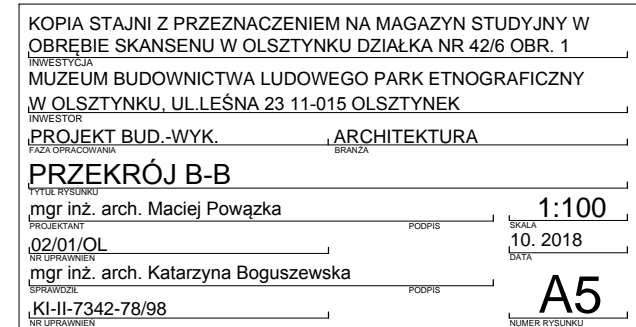 KOPIA STAJNI Z PRZEZNACZENIEM NA MAGAZYN STUDYJNY W
OBRĘBIE SKANSENU W OLSZTYNKU DZIAŁKA NR 42/6 OBR. 1
INWESTYCJA
MUZEUM BUDOWNICTWA LUDOWEGO PARK ETNOGRAFICZNY
W OLSZTYNKU, UL.LEŚNA 23 11-015 OLSZTYNEK
INWESTOR
PROJEKT BUD.-WYK. ARCHITEKTURA
FAZA OPRACOWANIA BRANŻA
PRZEKRÓJ B-B
TYTUŁ RYSUNKU
mgr inż. arch. Maciej Powązka 1:100
PROJEKTANT PODPIS SKALA
02/01/OL 10. 2018
NR UPRAWNIEŃ DATA
mgr inż. arch. Katarzyna Boguszewska
SPRAWDZIŁ PODPIS
KI-II-7342-78/98 A5
NR UPRAWNIEŃ NUMER RYSUNKU